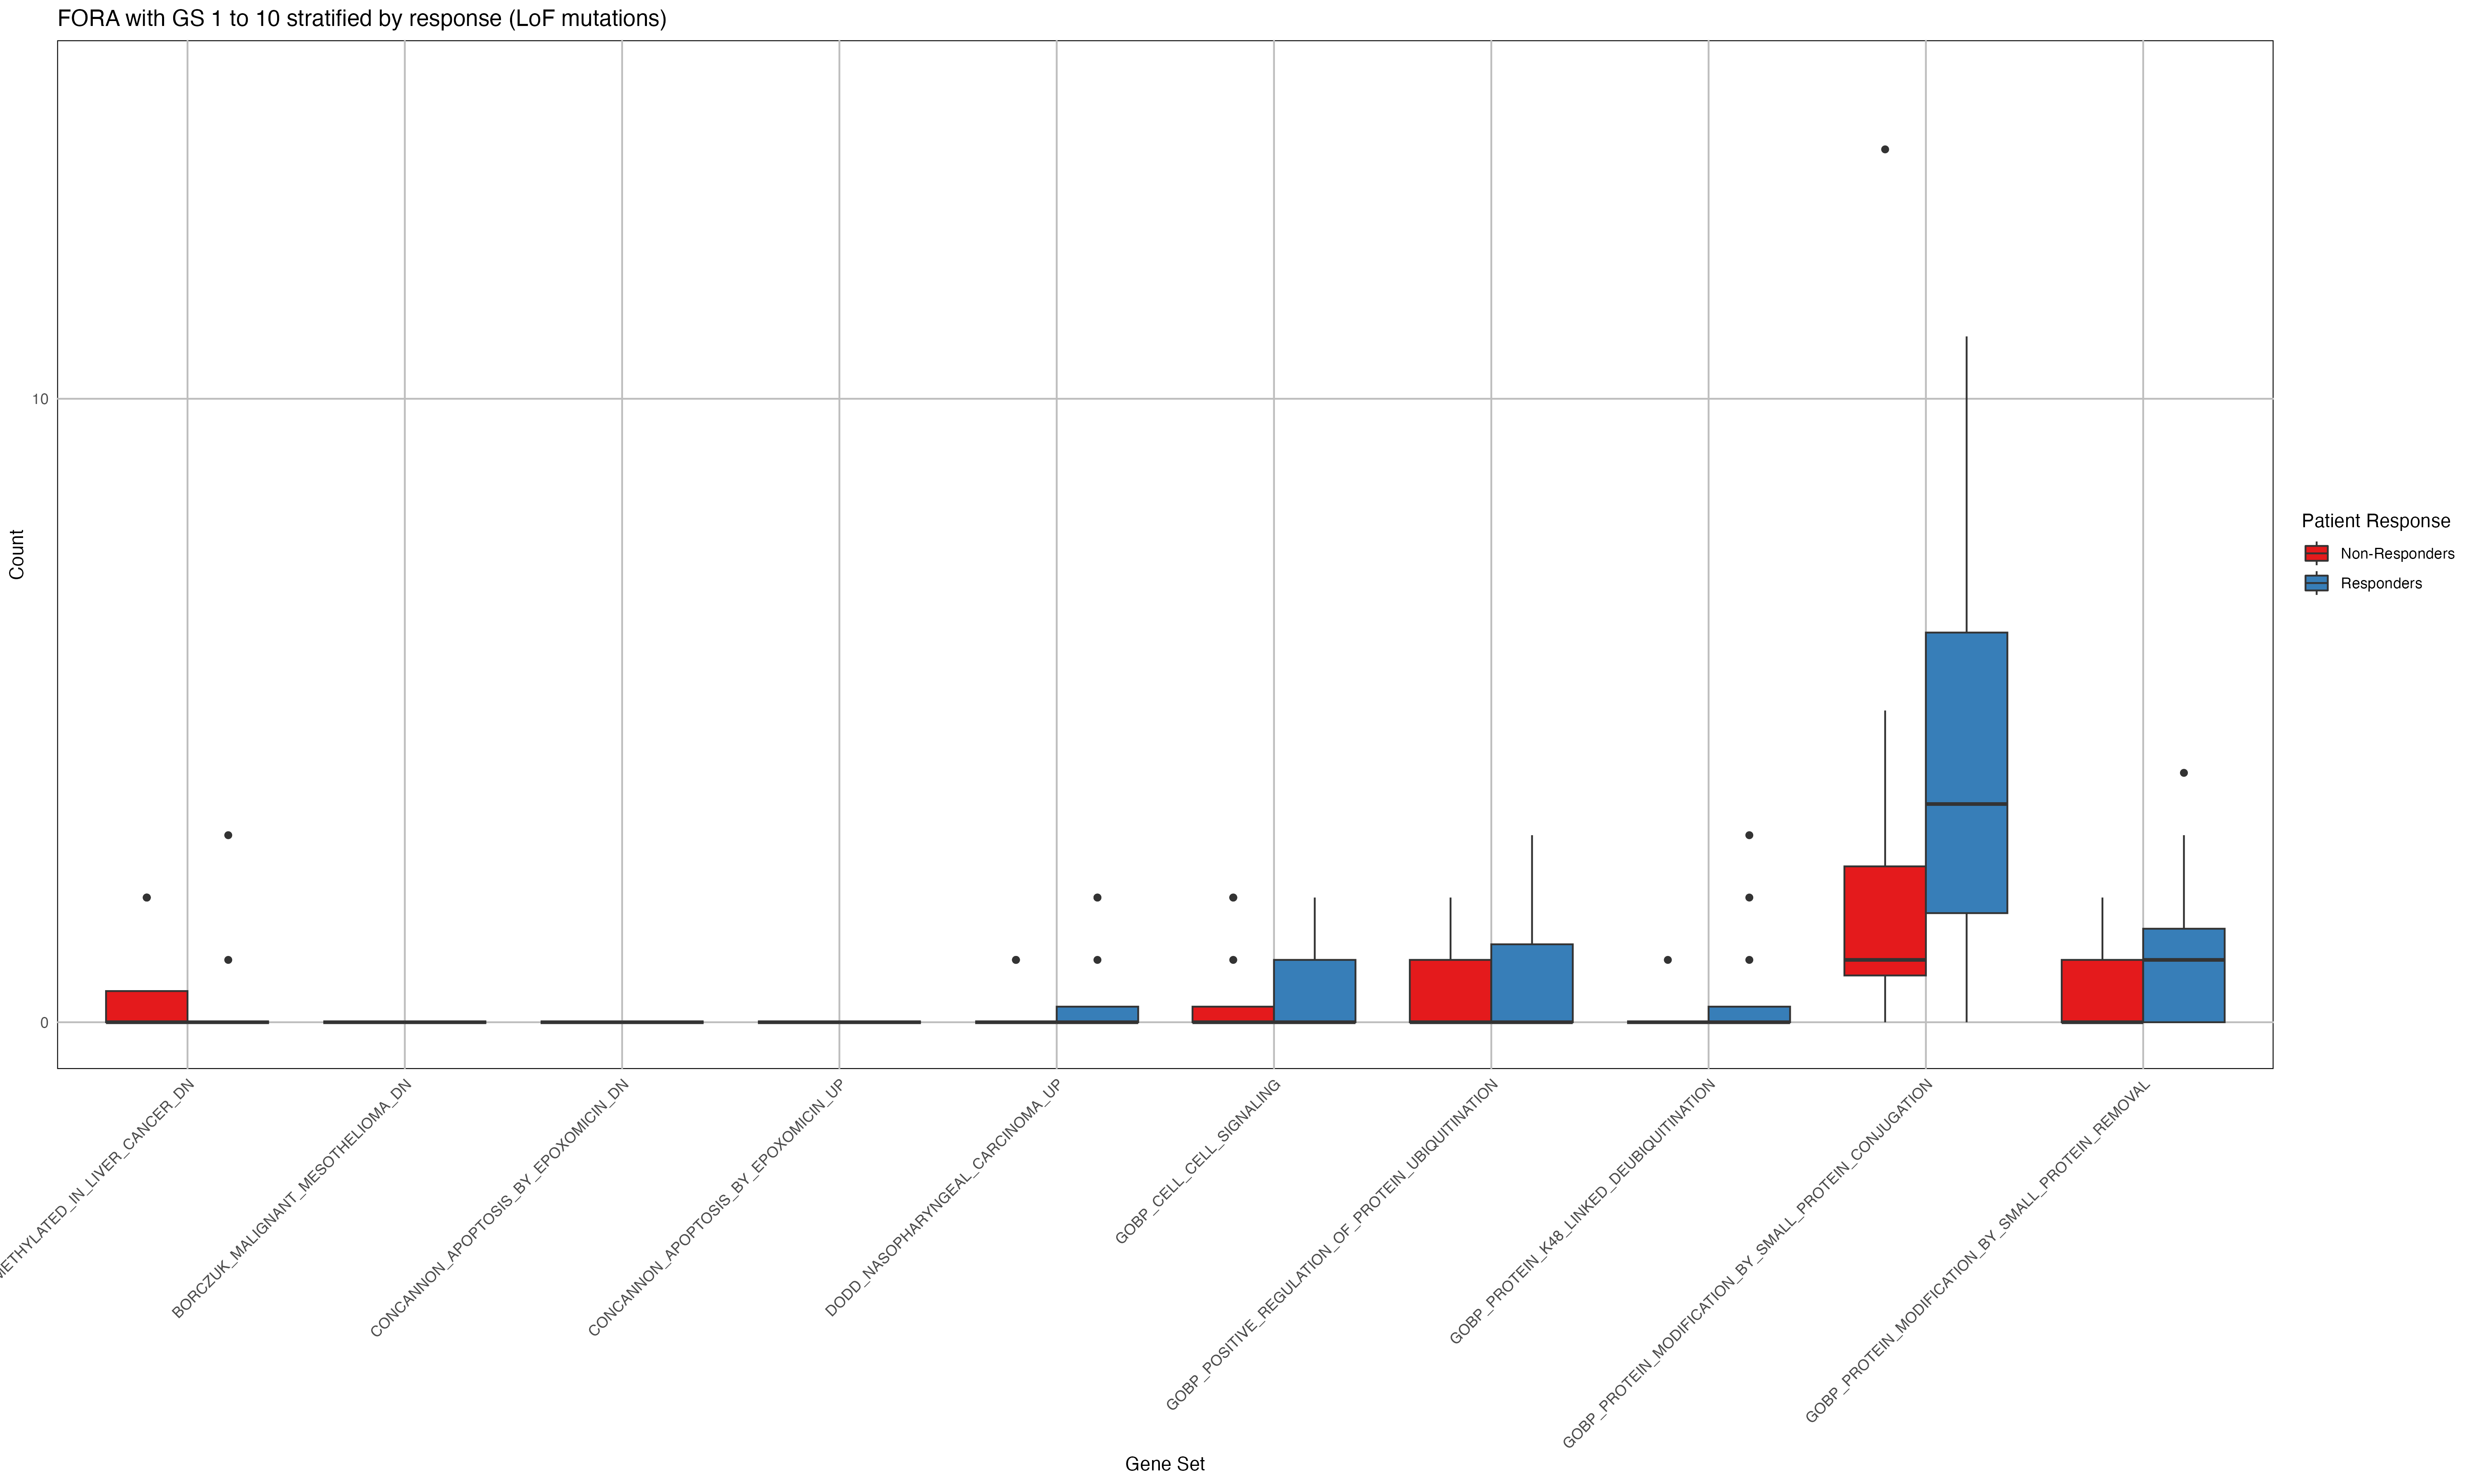 FORA with GS 1 to 10 stratified by response (LoF mutations)
Count
10
0
METHYLATED_IN_LIVER_CANCER_DN
BORCZUK_MALIGNANT_MESOTHELIOMA_DN
CONCANNON_APOPTOSIS_BY_EPOXOMICIN_DN
CONCANNON_APOPTOSIS_BY_EPOXOMICIN_UP
DODD_NASOPHARYNGEAL_CARCINOMA_UP
GOBP_CELL_CELL_SIGNALING
GOBP_POSITIVE_REGULATION_OF_PROTEIN_UBIQUITINATION
GOBP_PROTEIN_K48_LINKED_DEUBIQUITINATION
GOBP_PROTEIN_MODIFICATION_BY_SMALL_PROTEIN_CONJUGATION
GOBP_PROTEIN_MODIFICATION_BY_SMALL_PROTEIN_REMOVAL
Gene Set
Patient Response
Non-Responders
Responders